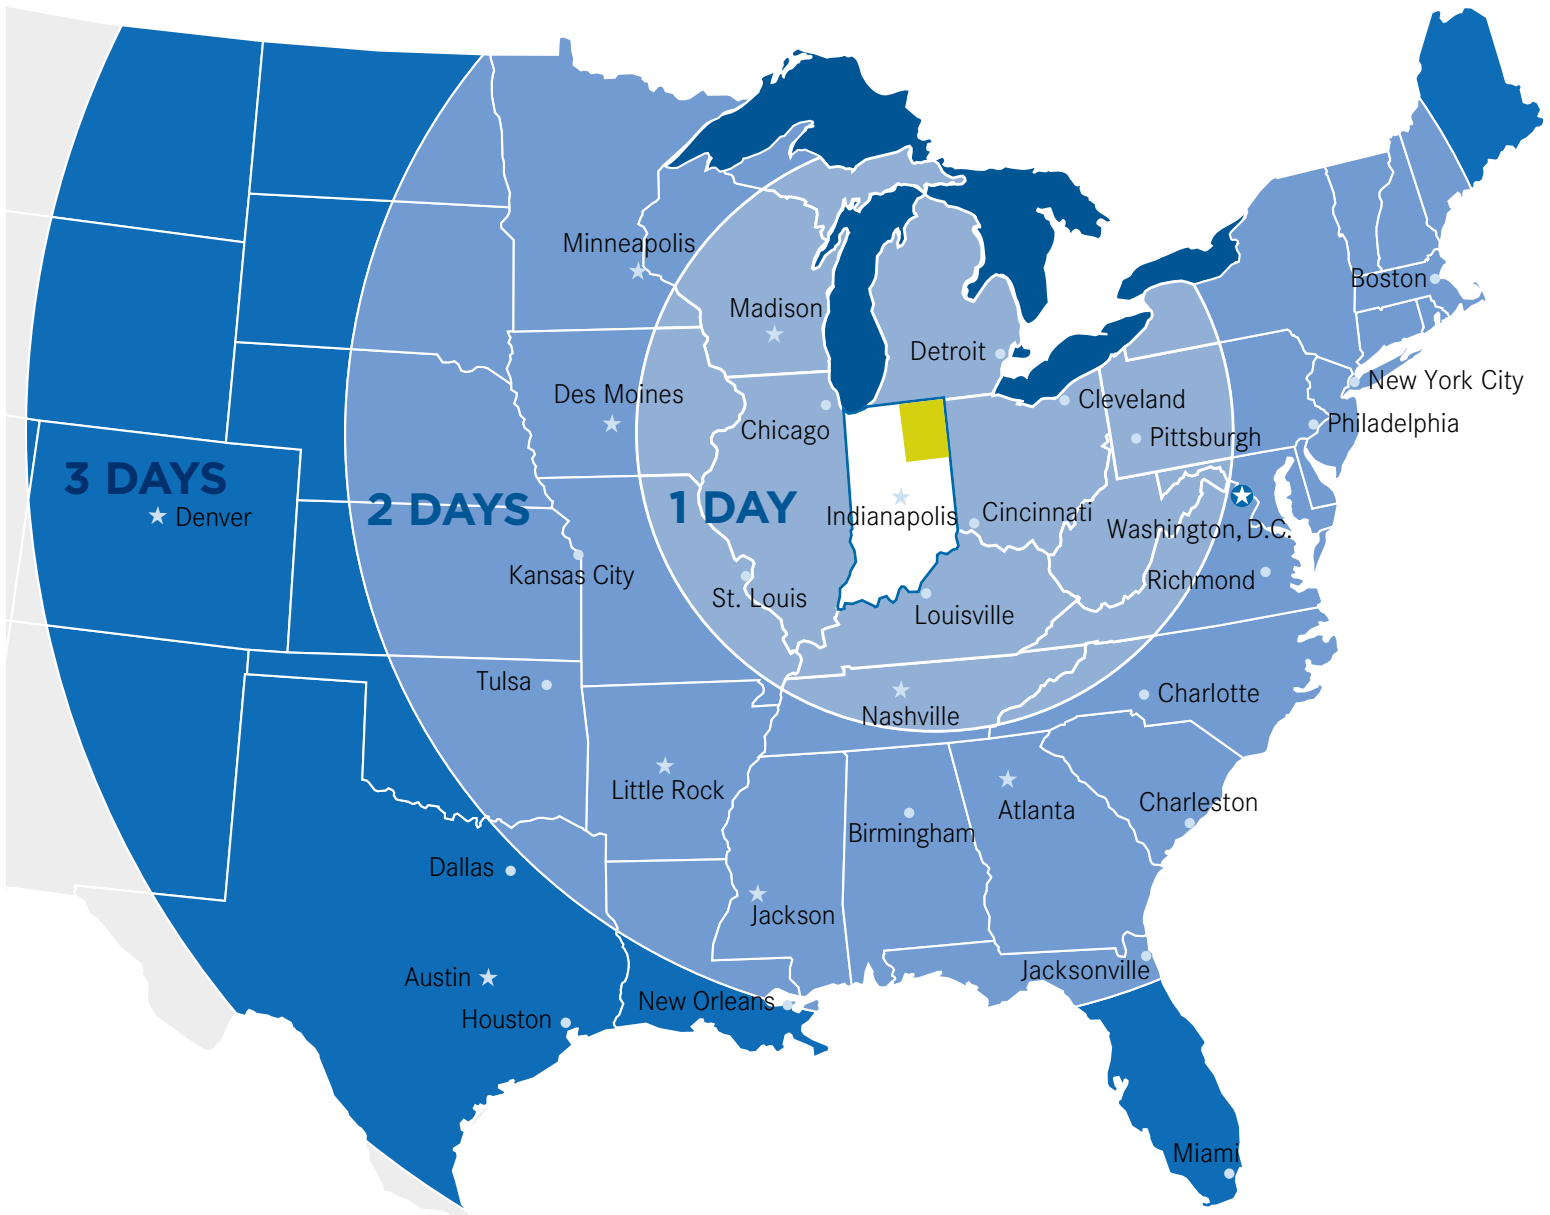 Minneapolis
Boston
Madison
Detroit
New York City
Des Moines
Cleveland
Chicago
Philadelphia
Pittsburgh
3 DAYS
2 DAYS
1 DAY
Denver
Indianapolis
Cincinnati
Washington, D.C.
Kansas City
Richmond
St. Louis
Louisville
Tulsa
Charlotte
Nashville
Little Rock
Charleston
Atlanta
Birmingham
Dallas
Jackson
Jacksonville
Austin
New Orleans
Houston
Miami